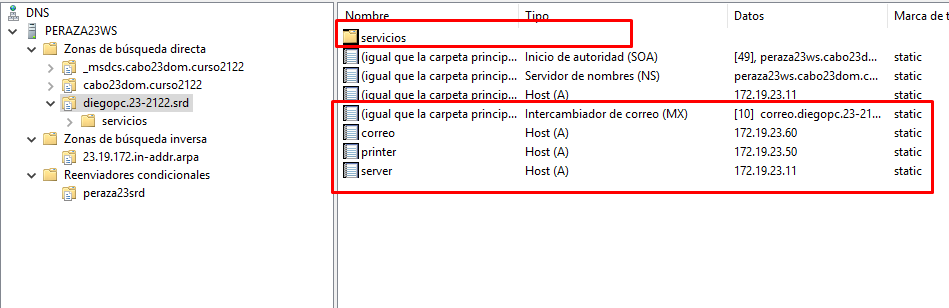 DNS
PERAZA23WS
Zonas de búsqueda directa
_msdcs.cabo23dom.curso2122
cabo23dom.curso2122
diegopc.23-2122.srd
servicios
Zonas de búsqueda inversa
23.19.172.in-addr.arpa
Reenviadores condicionales
peraza23srd
Nombre Tipo Datos Marca de t
servicios
(igual que la carpeta princip... Inicio de autoridad (SOA) [49], peraza23ws.cabo23d... static
(igual que la carpeta princip... Servidor de nombres (NS) peraza23ws.cabo23dom.c... static
(igual que la carpeta princip... Host (A) 172.19.23.11 static
(igual que la carpeta princip... Intercambiador de correo (MX) [10] correo.diegopc.23-21... static
correo Host (A) 172.19.23.60 static
printer Host (A) 172.19.23.50 static
server Host (A) 172.19.23.11 static